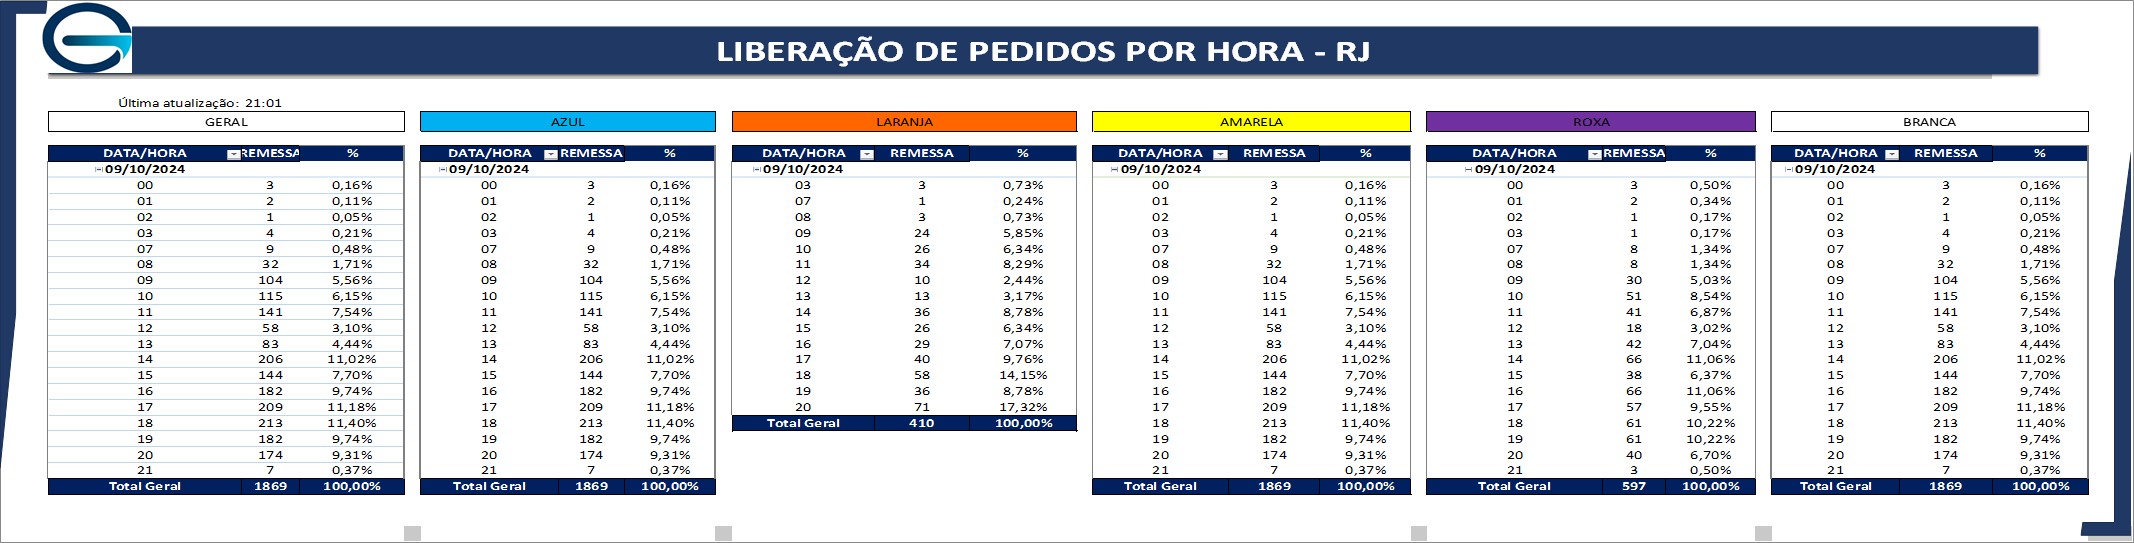 LIBERAÇÃO DE PEDIDOS POR HORA - RJ
Última atualização: 21:01
GERAL
DATA/HORA REMESSA %
09/10/2024
00 3 0,16%
01 2 0,11%
02 1 0,05%
03 4 0,21%
07 9 0,48%
08 32 1,71%
09 104 5,56%
10 115 6,15%
11 141 7,54%
12 58 3,10%
13 83 4,44%
14 206 11,02%
15 144 7,70%
16 182 9,74%
17 209 11,18%
18 213 11,40%
19 182 9,74%
20 174 9,31%
21 7 0,37%
Total Geral 1869 100,00%
AZUL
DATA/HORA REMESSA %
09/10/2024
00 3 0,16%
01 2 0,11%
02 1 0,05%
03 4 0,21%
07 9 0,48%
08 32 1,71%
09 104 5,56%
10 115 6,15%
11 141 7,54%
12 58 3,10%
13 83 4,44%
14 206 11,02%
15 144 7,70%
16 182 9,74%
17 209 11,18%
18 213 11,40%
19 182 9,74%
20 174 9,31%
21 7 0,37%
Total Geral 1869 100,00%
LARANJA
DATA/HORA REMESSA %
09/10/2024
03 3 0,73%
07 1 0,24%
08 3 0,73%
09 24 5,85%
10 26 6,34%
11 34 8,29%
12 10 2,44%
13 13 3,17%
14 36 8,78%
15 26 6,34%
16 29 7,07%
17 40 9,76%
18 58 14,15%
19 36 8,78%
20 71 17,32%
Total Geral 410 100,00%
AMARELA
DATA/HORA REMESSA %
09/10/2024
00 3 0,16%
01 2 0,11%
02 1 0,05%
03 4 0,21%
07 9 0,48%
08 32 1,71%
09 104 5,56%
10 115 6,15%
11 141 7,54%
12 58 3,10%
13 83 4,44%
14 206 11,02%
15 144 7,70%
16 182 9,74%
17 209 11,18%
18 213 11,40%
19 182 9,74%
20 174 9,31%
21 7 0,37%
Total Geral 1869 100,00%
ROXA
DATA/HORA REMESSA %
09/10/2024
00 3 0,50%
01 2 0,34%
02 1 0,17%
03 1 0,17%
07 8 1,34%
08 8 1,34%
09 30 5,03%
10 51 8,54%
11 41 6,87%
12 18 3,02%
13 42 7,04%
14 66 11,06%
15 38 6,37%
16 66 11,06%
17 57 9,55%
18 61 10,22%
19 61 10,22%
20 40 6,70%
21 3 0,50%
Total Geral 597 100,00%
BRANCA
DATA/HORA REMESSA %
09/10/2024
00 3 0,16%
01 2 0,11%
02 1 0,05%
03 4 0,21%
07 9 0,48%
08 32 1,71%
09 104 5,56%
10 115 6,15%
11 141 7,54%
12 58 3,10%
13 83 4,44%
14 206 11,02%
15 144 7,70%
16 182 9,74%
17 209 11,18%
18 213 11,40%
19 182 9,74%
20 174 9,31%
21 7 0,37%
Total Geral 1869 100,00%